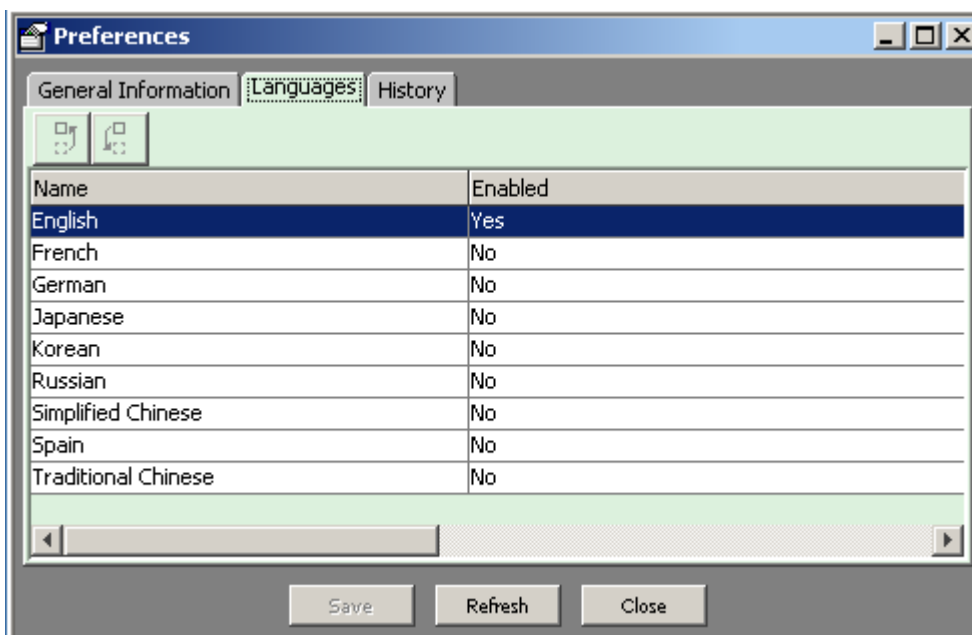 Preferences
General Information Languages History
Name Enabled
English Yes
French No
German No
Japanese No
Korean No
Russian No
Simplified Chinese No
Spain No
Traditional Chinese No
Save Refresh Close